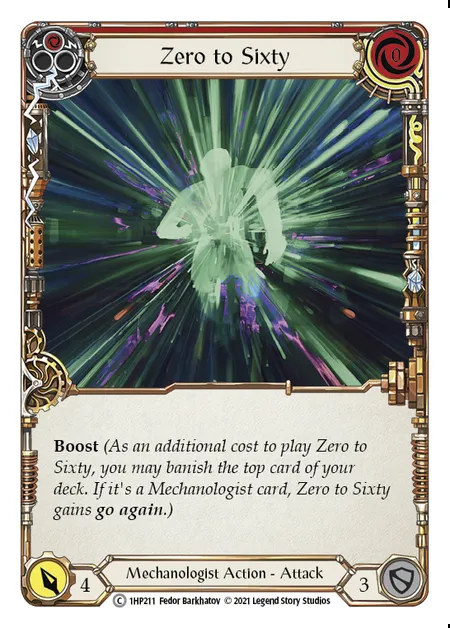 Zero to Sixty
0
Boost (As an additional cost to play Zero to
Sixty, you may banish the top card of your
deck. If it's a Mechanologist card, Zero to Sixty
gains go again.)
4
Mechanologist Action - Attack
3
C 1HP211 Fedor Barkhatov © 2021 Legend Story Studios